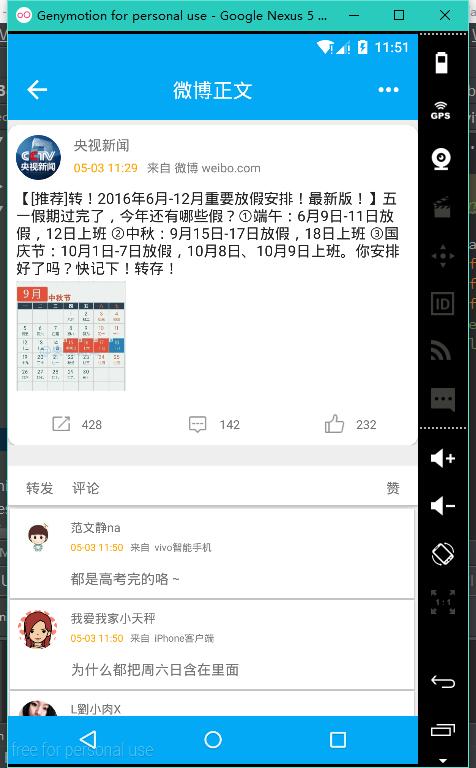 Genymotion for personal use - Google Nexus 5 ...
11:51
微博正文
央视新闻
05-03 11:29 来自 微博 weibo.com
CCTV
央视新闻
【[推荐]转！2016年6月-12月重要放假安排！最新版！】五
一假期过完了，今年还有哪些假？①端午：6月9日-11日放
假，12日上班 ②中秋：9月15日-17日放假，18日上班 ③国
庆节：10月1日-7日放假，10月8日、10月9日上班。你安排
好了吗？快记下！转存！
9月 中秋节
428 142 232
转发 评论 赞
范文静na
05-03 11:50 来自 vivo智能手机
都是高考完的咯 ~
我爱我家小天秤
05-03 11:50 来自 iPhone客户端
为什么都把周六日含在里面
L劉小肉X
free for personal use
GPS
ID
1:1